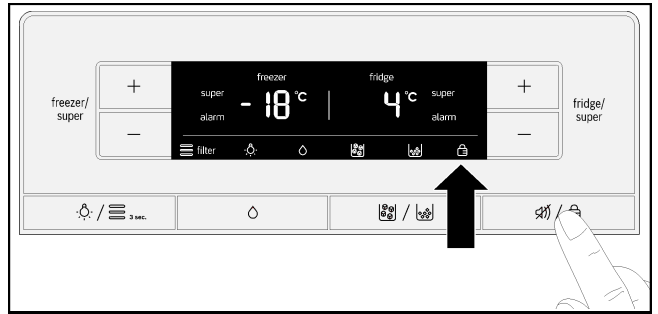 freezer/
super
+
−
freezer
super
alarm
-18 °C
fridge
4 °C
super
alarm
filter
+
−
fridge/
super
/ 3 sec.
/
/